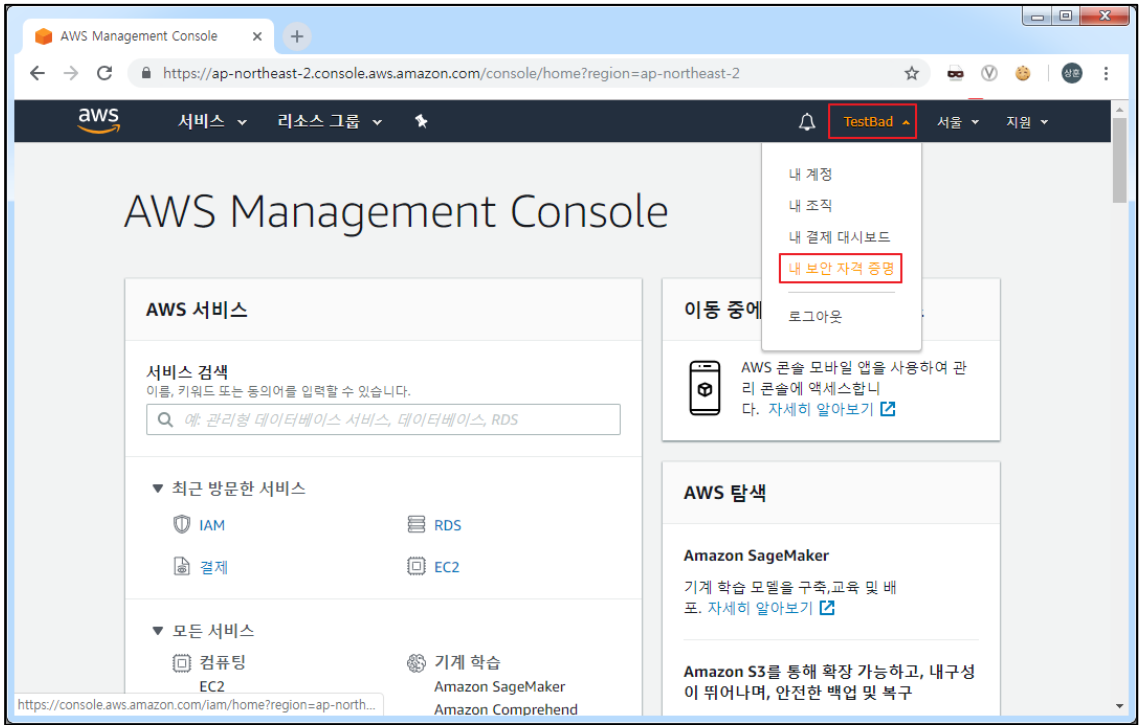 AWS Management Console
https://ap-northeast-2.console.aws.amazon.com/console/home?region=ap-northeast-2
상훈
aws
서비스
리소스 그룹
TestBad
서울
지원
내 계정
내 조직
내 결제 대시보드
내 보안 자격 증명
로그아웃
AWS Management Console
AWS 서비스
서비스 검색
이름, 키워드 또는 동의어를 입력할 수 있습니다.
예: 관리형 데이터베이스 서비스, 데이터베이스, RDS
최근 방문한 서비스
IAM
RDS
결제
EC2
모든 서비스
컴퓨팅
EC2
기계 학습
Amazon SageMaker
Amazon Comprehend
이동 중에
AWS 콘솔 모바일 앱을 사용하여 관
리 콘솔에 액세스합니
다. 자세히 알아보기
AWS 탐색
Amazon SageMaker
기계 학습 모델을 구축,교육 및 배
포. 자세히 알아보기
Amazon S3를 통해 확장 가능하고, 내구성
이 뛰어나며, 안전한 백업 및 복구
https://console.aws.amazon.com/iam/home?region=ap-north...